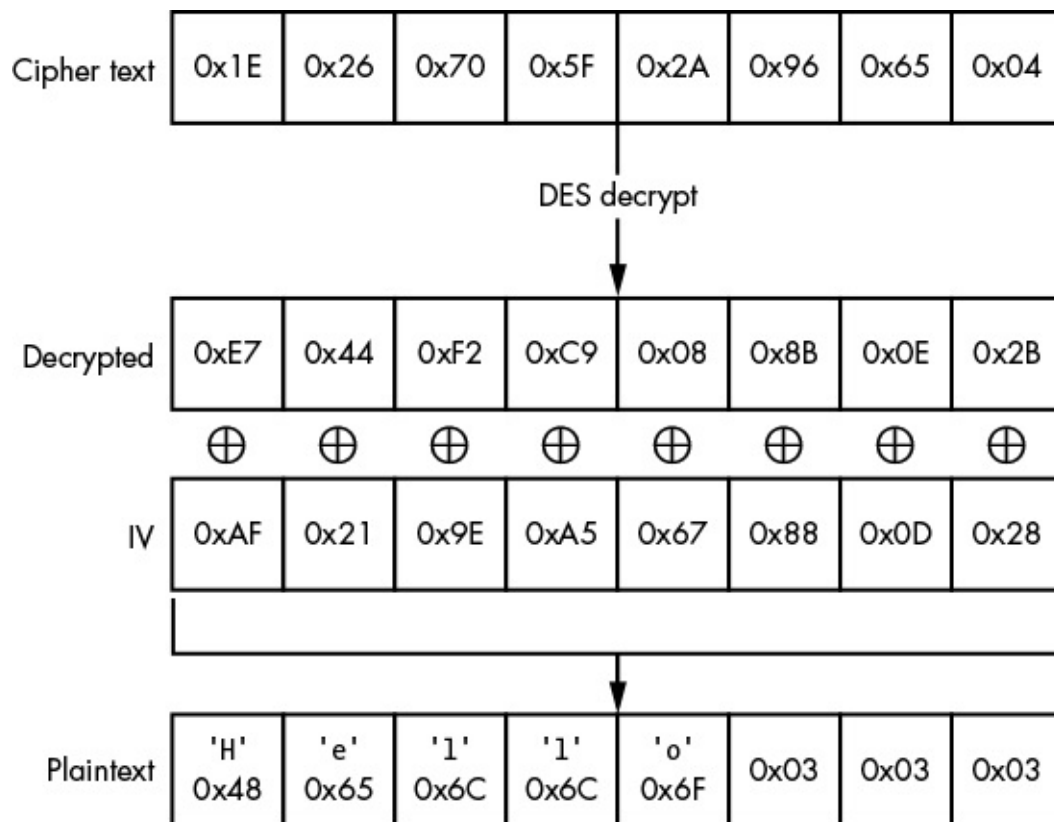 Cipher text 0x1E 0x26 0x70 0x5F 0x2A 0x96 0x65 0x04
DES decrypt
Decrypted 0xE7 0x44 0xF2 0xC9 0x08 0x8B 0x0E 0x2B
⊕ ⊕ ⊕ ⊕ ⊕ ⊕ ⊕ ⊕
IV 0xAF 0x21 0x9E 0xA5 0x67 0x88 0x0D 0x28
'H' 'e' 'l' 'l' 'o'
Plaintext 0x48 0x65 0x6C 0x6C 0x6F 0x03 0x03 0x03